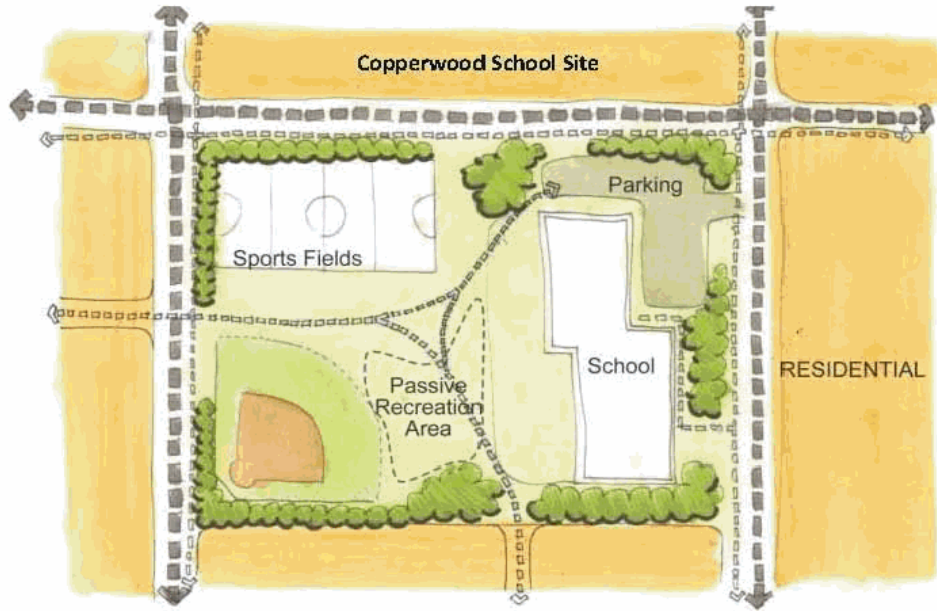 Copperwood School Site
Parking
Sports Fields
School
RESIDENTIAL
Passive
Recreation
Area